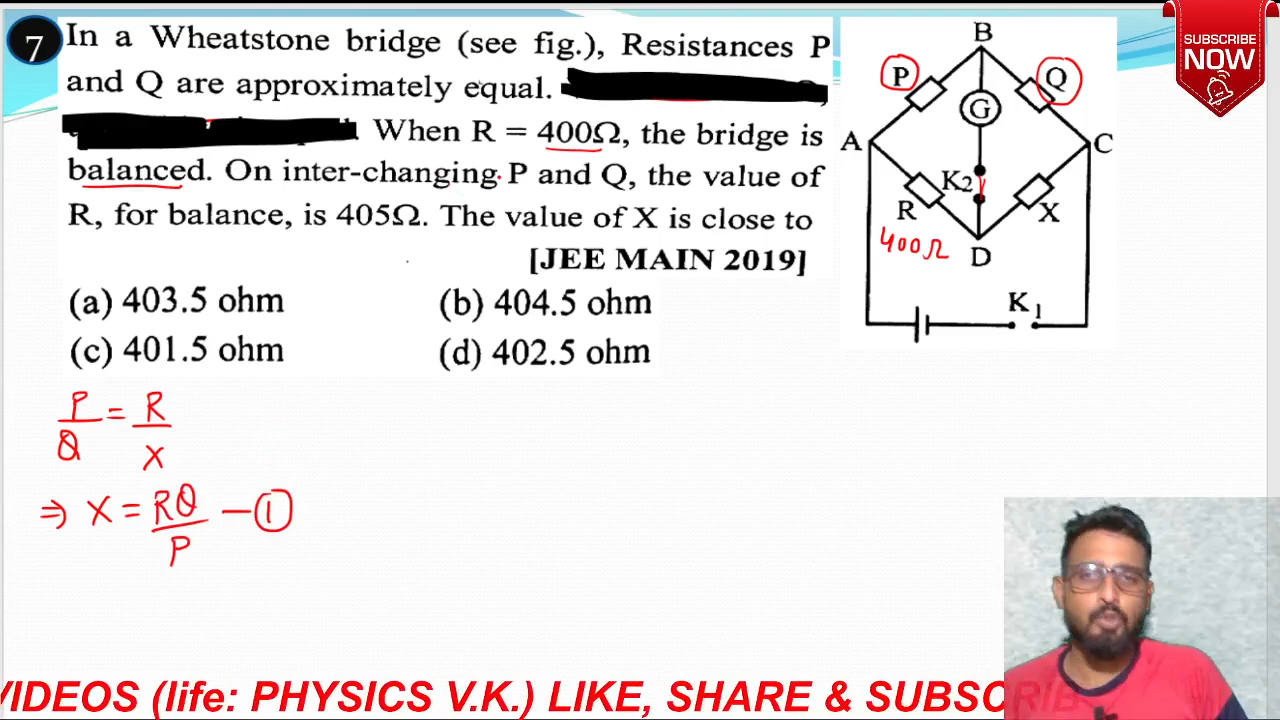 7
In a Wheatstone bridge (see fig.), Resistances P
and Q are approximately equal.
. When R = 400Ω, the bridge is
balanced. On inter-changing P and Q, the value of
R, for balance, is 405Ω. The value of X is close to
[JEE MAIN 2019]
(a) 403.5 ohm
(b) 404.5 ohm
(c) 401.5 ohm
(d) 402.5 ohm
B
P
Q
G
A
C
K2
R
X
400Ω
D
K1
SUBSCRIBE
NOW
P/Q = R/X
⇒ X = RQ/P — ①
VIDEOS (life: PHYSICS V.K.) LIKE, SHARE & SUBSCRIB